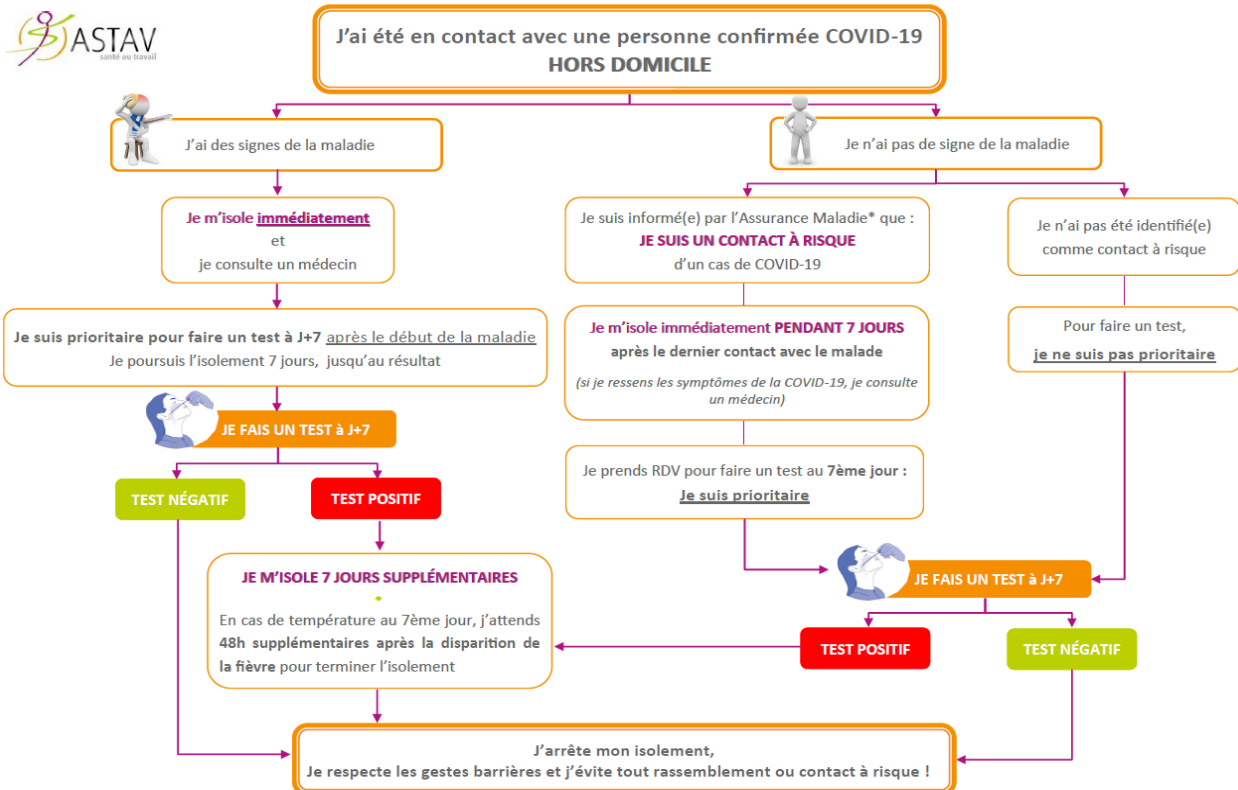 ASTAV
santé au travail
J'ai été en contact avec une personne confirmée COVID-19
HORS DOMICILE
J'ai des signes de la maladie
Je n'ai pas de signe de la maladie
Je m'isole immédiatement
et
je consulte un médecin
Je suis informé(e) par l'Assurance Maladie* que :
JE SUIS UN CONTACT À RISQUE
d'un cas de COVID-19
Je n'ai pas été identifié(e)
comme contact à risque
Je suis prioritaire pour faire un test à J+7 après le début de la maladie
Je poursuis l'isolement 7 jours, jusqu'au résultat
Je m'isole immédiatement PENDANT 7 JOURS
après le dernier contact avec le malade
(si je ressens les symptômes de la COVID-19, je consulte
un médecin)
Pour faire un test,
je ne suis pas prioritaire
JE FAIS UN TEST à J+7
Je prends RDV pour faire un test au 7ème jour :
Je suis prioritaire
TEST NÉGATIF
TEST POSITIF
JE M'ISOLE 7 JOURS SUPPLÉMENTAIRES
+
En cas de température au 7ème jour, j'attends
48h supplémentaires après la disparition de
la fièvre pour terminer l'isolement
JE FAIS UN TEST à J+7
TEST POSITIF
TEST NÉGATIF
J'arrête mon isolement,
Je respecte les gestes barrières et j'évite tout rassemblement ou contact à risque !